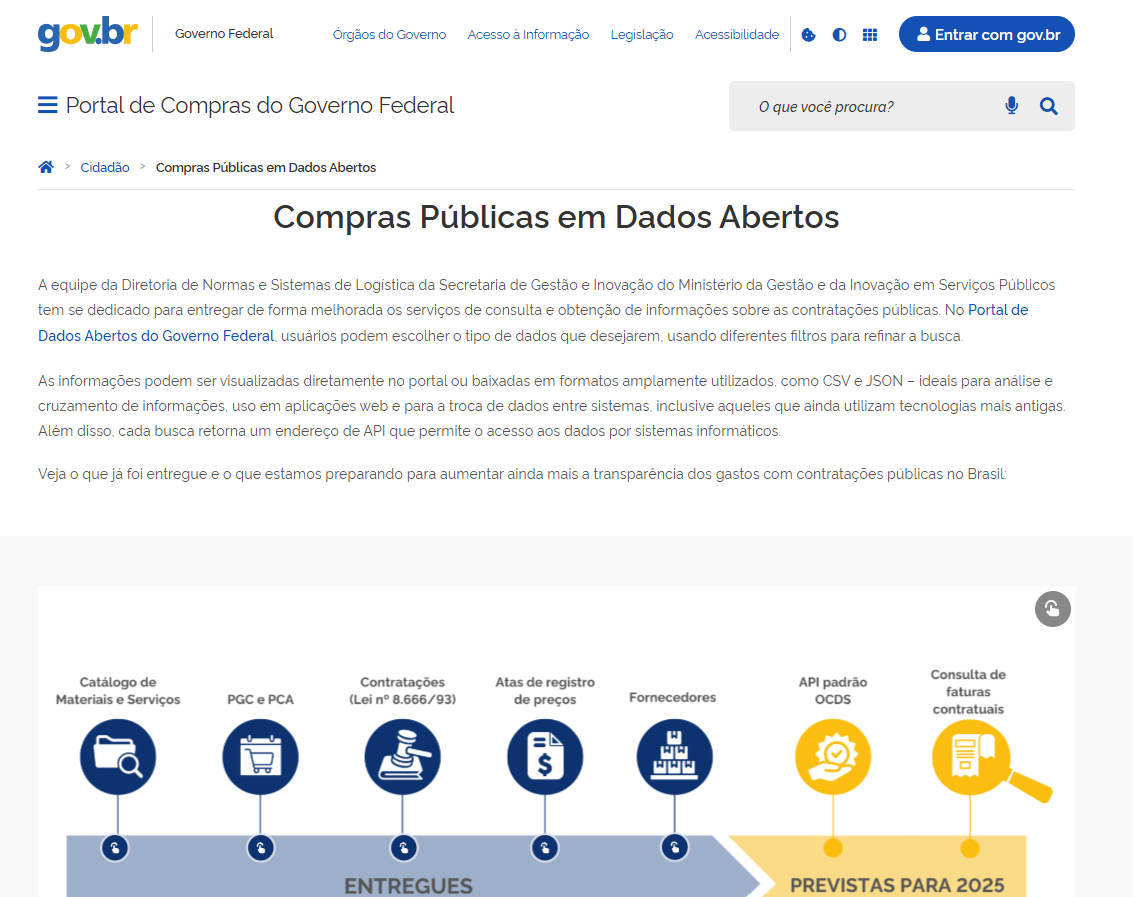 gov.br
Governo Federal
Órgãos do Governo
Acesso à Informação
Legislação
Acessibilidade
Entrar com gov.br
Portal de Compras do Governo Federal
O que você procura?
> Cidadão > Compras Públicas em Dados Abertos
Compras Públicas em Dados Abertos
A equipe da Diretoria de Normas e Sistemas de Logística da Secretaria de Gestão e Inovação do Ministério da Gestão e da Inovação em Serviços Públicos
tem se dedicado para entregar de forma melhorada os serviços de consulta e obtenção de informações sobre as contratações públicas. No Portal de
Dados Abertos do Governo Federal, usuários podem escolher o tipo de dados que desejarem, usando diferentes filtros para refinar a busca.
As informações podem ser visualizadas diretamente no portal ou baixadas em formatos amplamente utilizados, como CSV e JSON – ideais para análise e
cruzamento de informações, uso em aplicações web e para a troca de dados entre sistemas, inclusive aqueles que ainda utilizam tecnologias mais antigas.
Além disso, cada busca retorna um endereço de API que permite o acesso aos dados por sistemas informáticos.
Veja o que já foi entregue e o que estamos preparando para aumentar ainda mais a transparência dos gastos com contratações públicas no Brasil:
Catálogo de
Materiais e Serviços
PGC e PCA
Contratações
(Lei nº 8.666/93)
Atas de registro
de preços
Fornecedores
API padrão
OCDS
Consulta de
faturas
contratuais
ENTREGUES
PREVISTAS PARA 2025